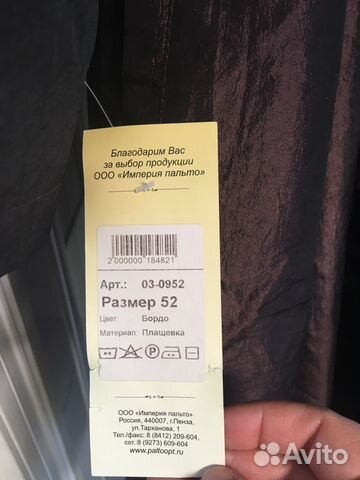 Благодарим Вас
за выбор продукции
ООО «Империя пальто»
2 000000 184821
Арт.: 03-0952
Размер 52
Цвет: Бордо
Материал: Плащевка
ООО «Империя пальто»
Россия, 440007, г.Пенза,
ул.Тарханова, 1
Тел./факс: 8 (8412) 209-604,
сот.:8 (9273) 609-604
www.paltoopt.ru
Avito